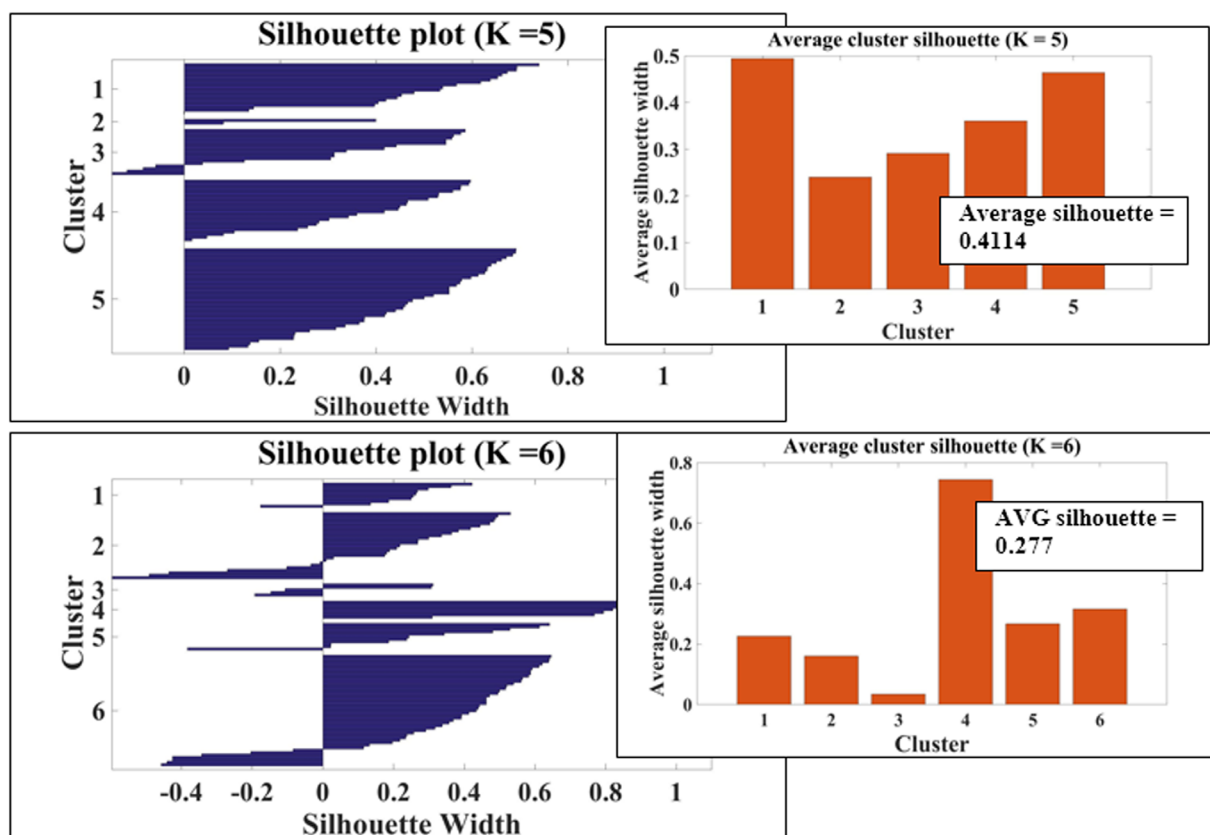 Silhouette plot (K =5)
1
2
3
4
5
Cluster
0 0.2 0.4 0.6 0.8 1
Silhouette Width
Average cluster silhouette (K = 5)
0.5
0.4
0.3
0.2
0.1
0
Average silhouette width
Average silhouette =
0.4114
1 2 3 4 5
Cluster
Silhouette plot (K =6)
1
2
3
4
5
6
Cluster
-0.4 -0.2 0 0.2 0.4 0.6 0.8 1
Silhouette Width
Average cluster silhouette (K =6)
0.8
0.6
0.4
0.2
0
Average silhouette width
AVG silhouette =
0.277
1 2 3 4 5 6
Cluster